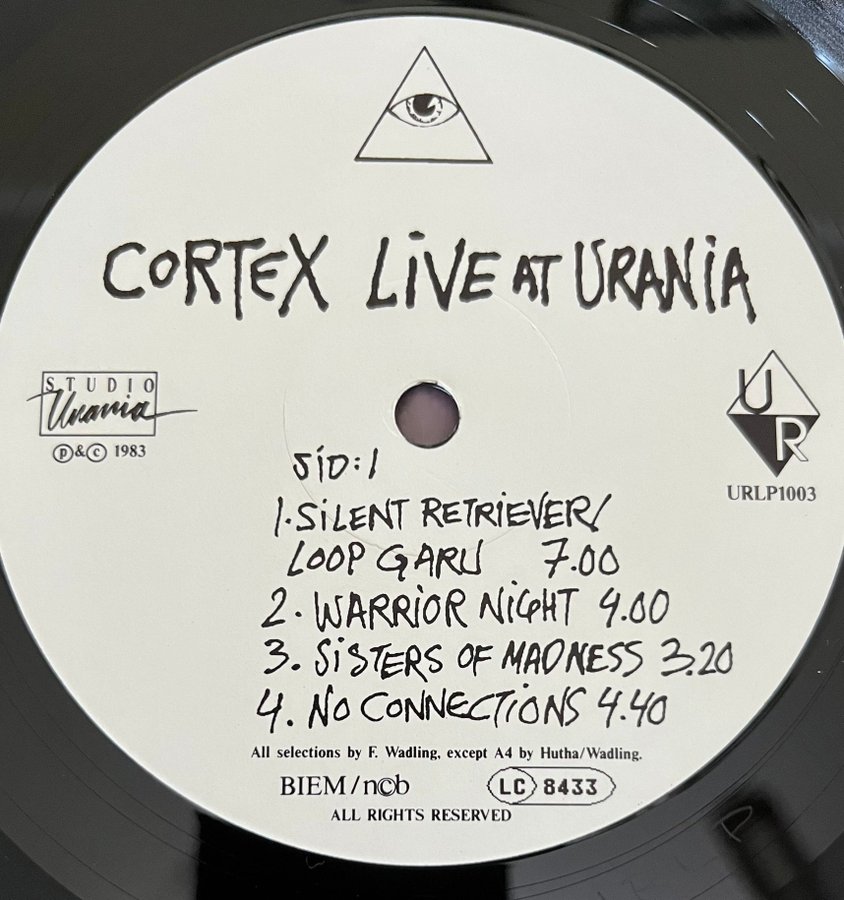 CORTEX LiVE AT URANiA
STUDIO
Urania
℗&© 1983
UR
URLP1003
SiD:1
1. SiLENT RETRiEVER/
LOOP GARU 7.00
2. WARRiOR NiGHT 4.00
3. SiSTERS OF MADNESS 3.20
4. NO CONNECTiONS 4.40
All selections by F. Wadling, except A4 by Hutha/Wadling.
BIEM/n©b LC 8433
ALL RIGHTS RESERVED